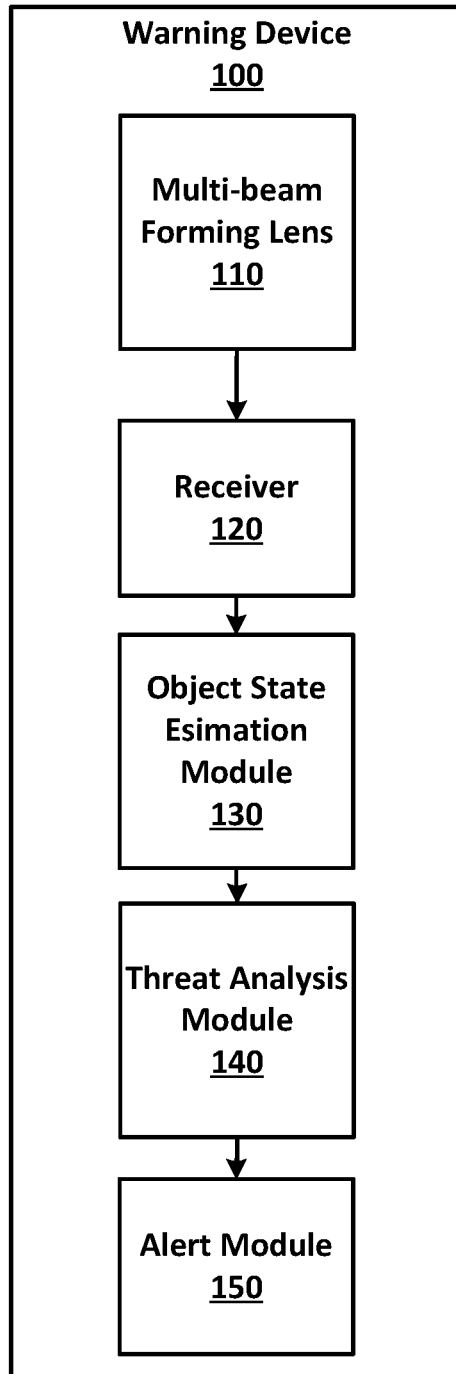 Warning Device
100
Multi-beam
Forming Lens
110
Receiver
120
Object State
Esimation
Module
130
Threat Analysis
Module
140
Alert Module
150